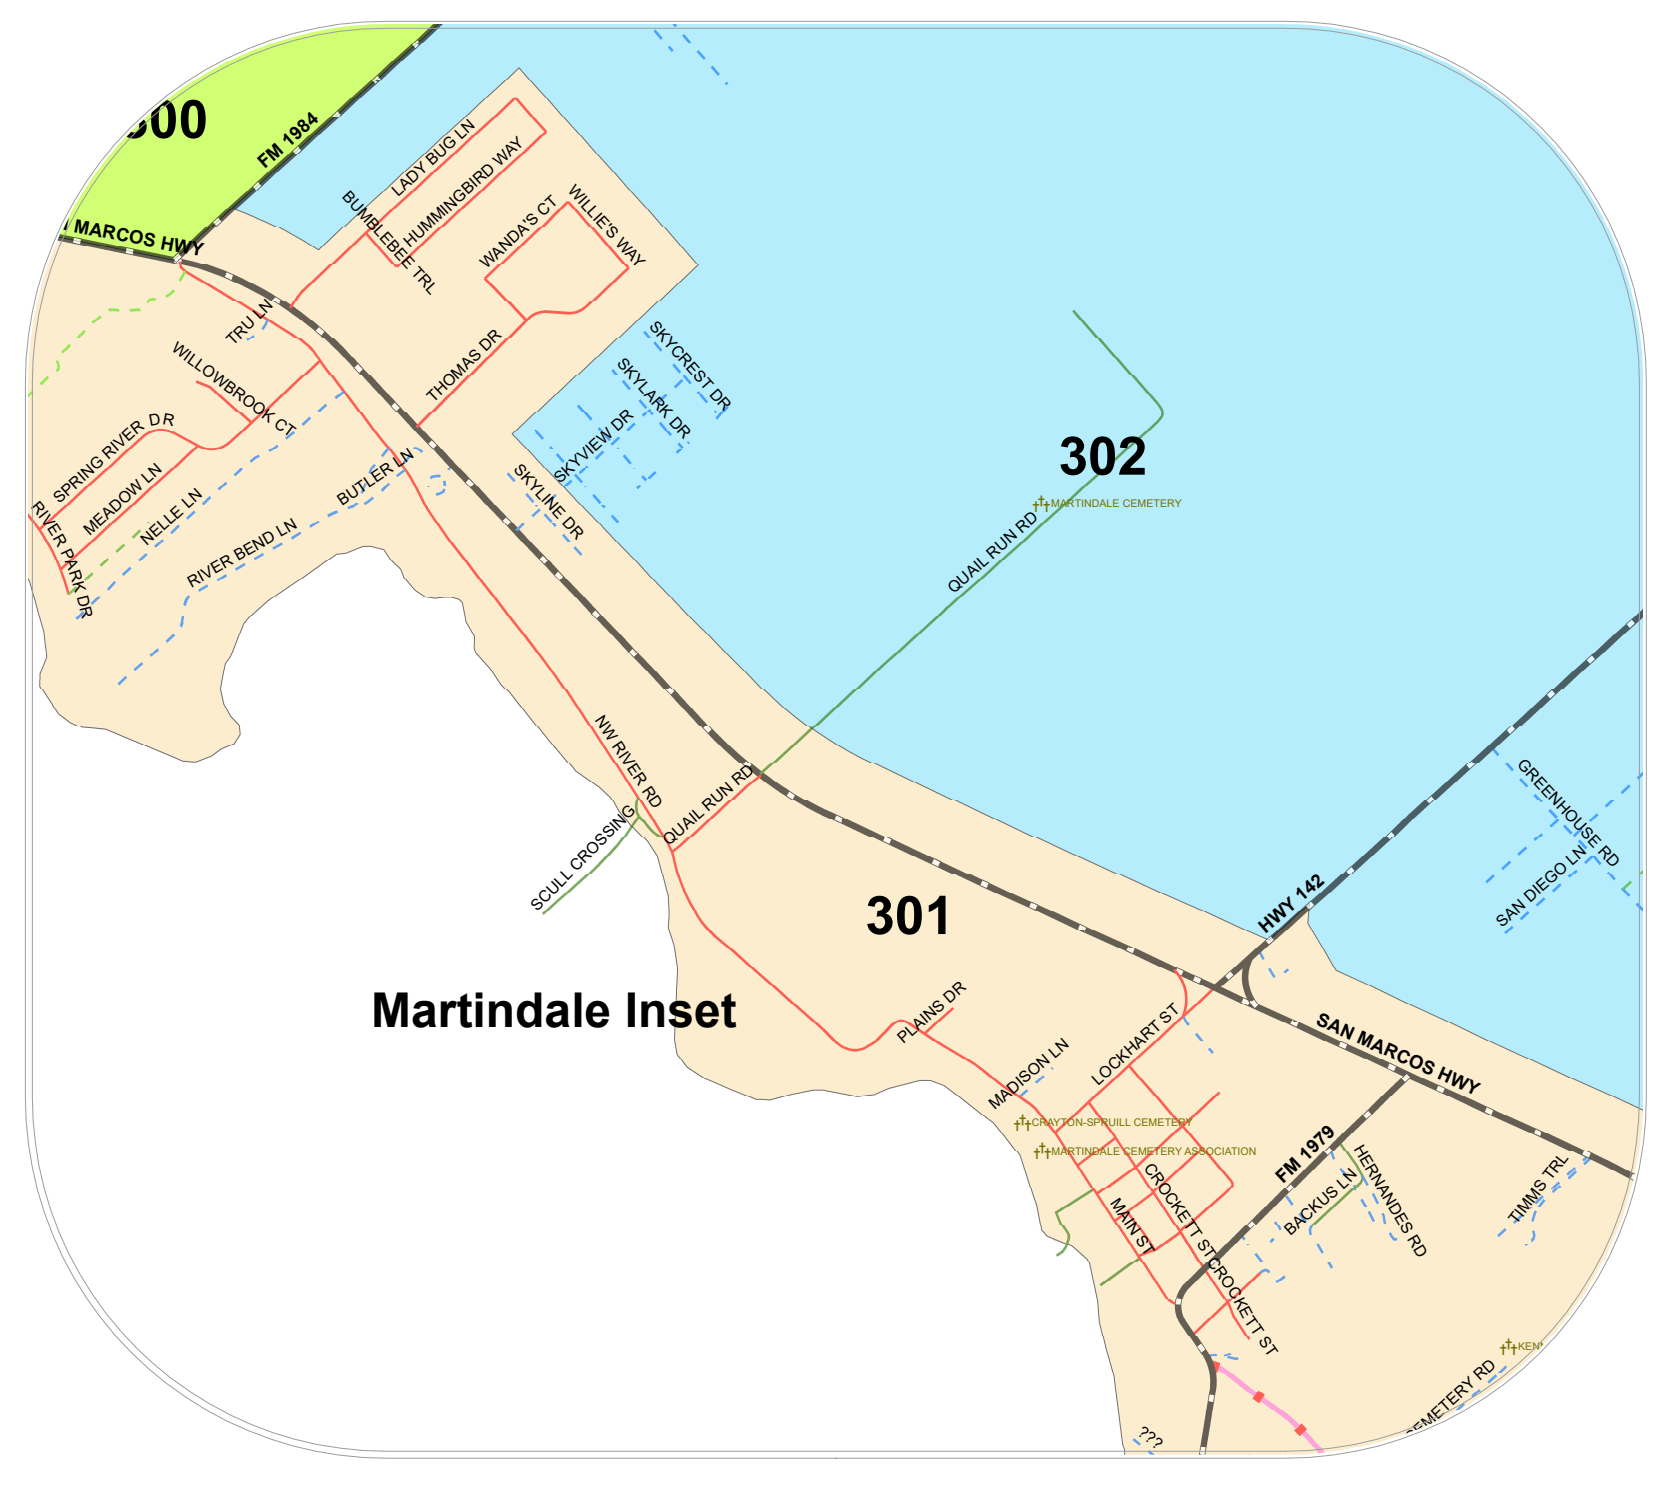 FM 1984
MARCOS HWY
LADY BUG LN
HUMMINGBIRD WAY
BUMBLEBEE TRL
WANDA'S CT
WILLIE'S WAY
THOMAS DR
TRU LN
WILLOWBROOK CT
SPRING RIVER DR
MEADOW LN
RIVER PARK DR
NELLE LN
BUTLER LN
RIVER BEND LN
SKYCREST DR
SKYLARK DR
SKYVIEW DR
SKYLINE DR
302
MARTINDALE CEMETERY
QUAIL RUN RD
NW RIVER RD
QUAIL RUN RD
SCULL CROSSING
GREENHOUSE RD
SAN DIEGO LN
HWY 142
301
Martindale Inset
PLAINS DR
MADISON LN
LOCKHART ST
SAN MARCOS HWY
CRAYTON-SPRUILL CEMETERY
MARTINDALE CEMETERY ASSOCIATION
FM 1979
HERNANDES RD
BACKUS LN
TIMMS TRL
MAIN ST
CROCKETT ST
CROCKETT ST
CEMETERY RD
???